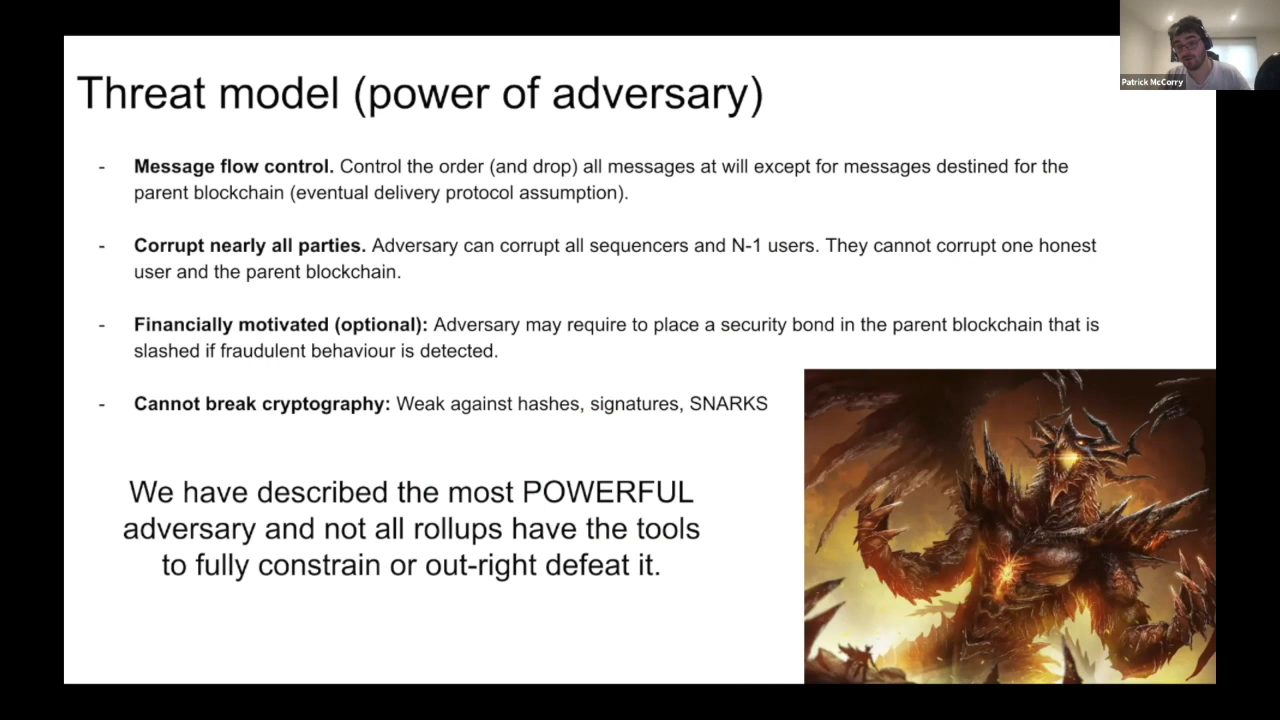 Patrick McCorry
Threat model (power of adversary)
- Message flow control. Control the order (and drop) all messages at will except for messages destined for the
parent blockchain (eventual delivery protocol assumption).
- Corrupt nearly all parties. Adversary can corrupt all sequencers and N-1 users. They cannot corrupt one honest
user and the parent blockchain.
- Financially motivated (optional): Adversary may require to place a security bond in the parent blockchain that is
slashed if fraudulent behaviour is detected.
- Cannot break cryptography: Weak against hashes, signatures, SNARKS
We have described the most POWERFUL
adversary and not all rollups have the tools
to fully constrain or out-right defeat it.